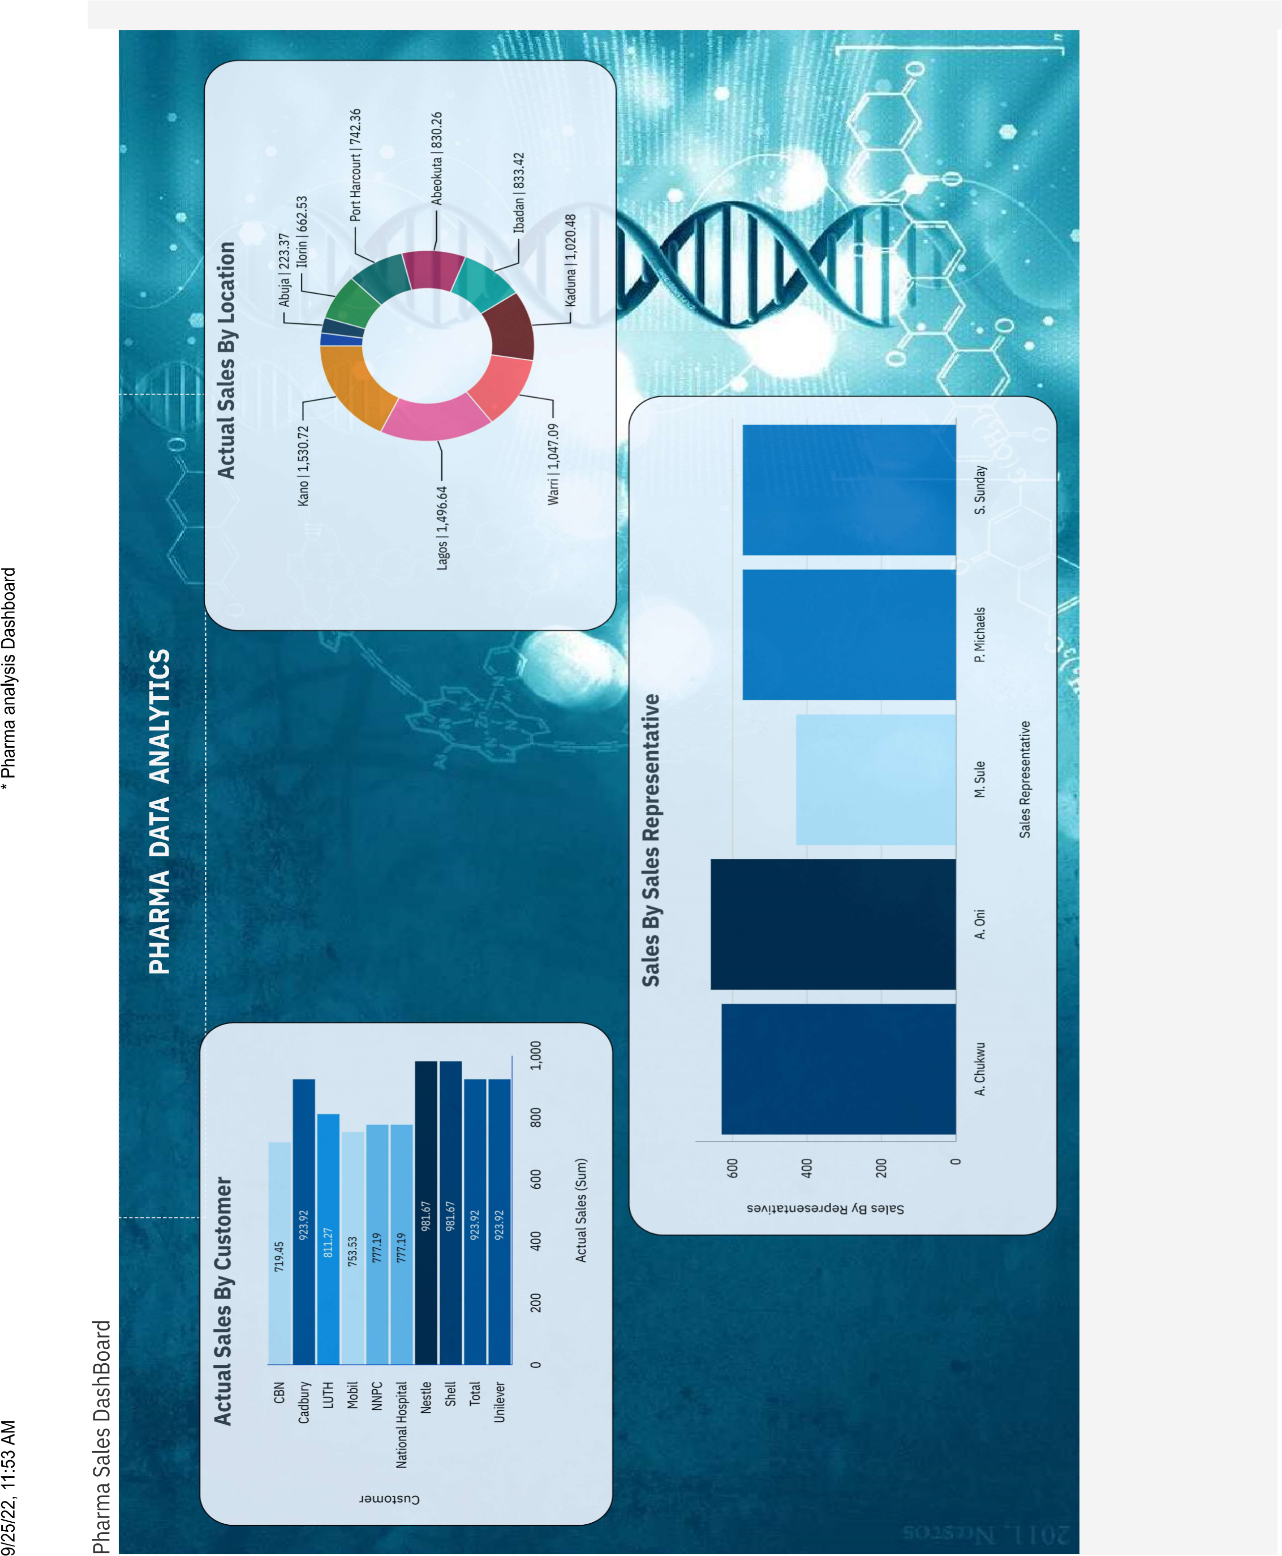 9/25/22, 11:53 AM
* Pharma analysis Dashboard
Pharma Sales DashBoard
PHARMA DATA ANALYTICS
Actual Sales By Customer
Customer
CBN
719.45
Cadbury
923.92
LUTH
811.27
Mobil
753.53
NNPC
777.19
National Hospital
777.19
Nestle
981.67
Shell
981.67
Total
923.92
Unilever
923.92
0 200 400 600 800 1,000
Actual Sales (Sum)
Actual Sales By Location
Abuja | 223.37
Ilorin | 662.53
Port Harcourt | 742.36
Abeokuta | 830.26
Ibadan | 833.42
Kaduna | 1,020.48
Warri | 1,047.09
Lagos | 1,496.64
Kano | 1,530.72
Sales By Sales Representative
Sales By Representatives
600
400
200
0
A. Chukwu A. Oni M. Sule P. Michaels S. Sunday
Sales Representative